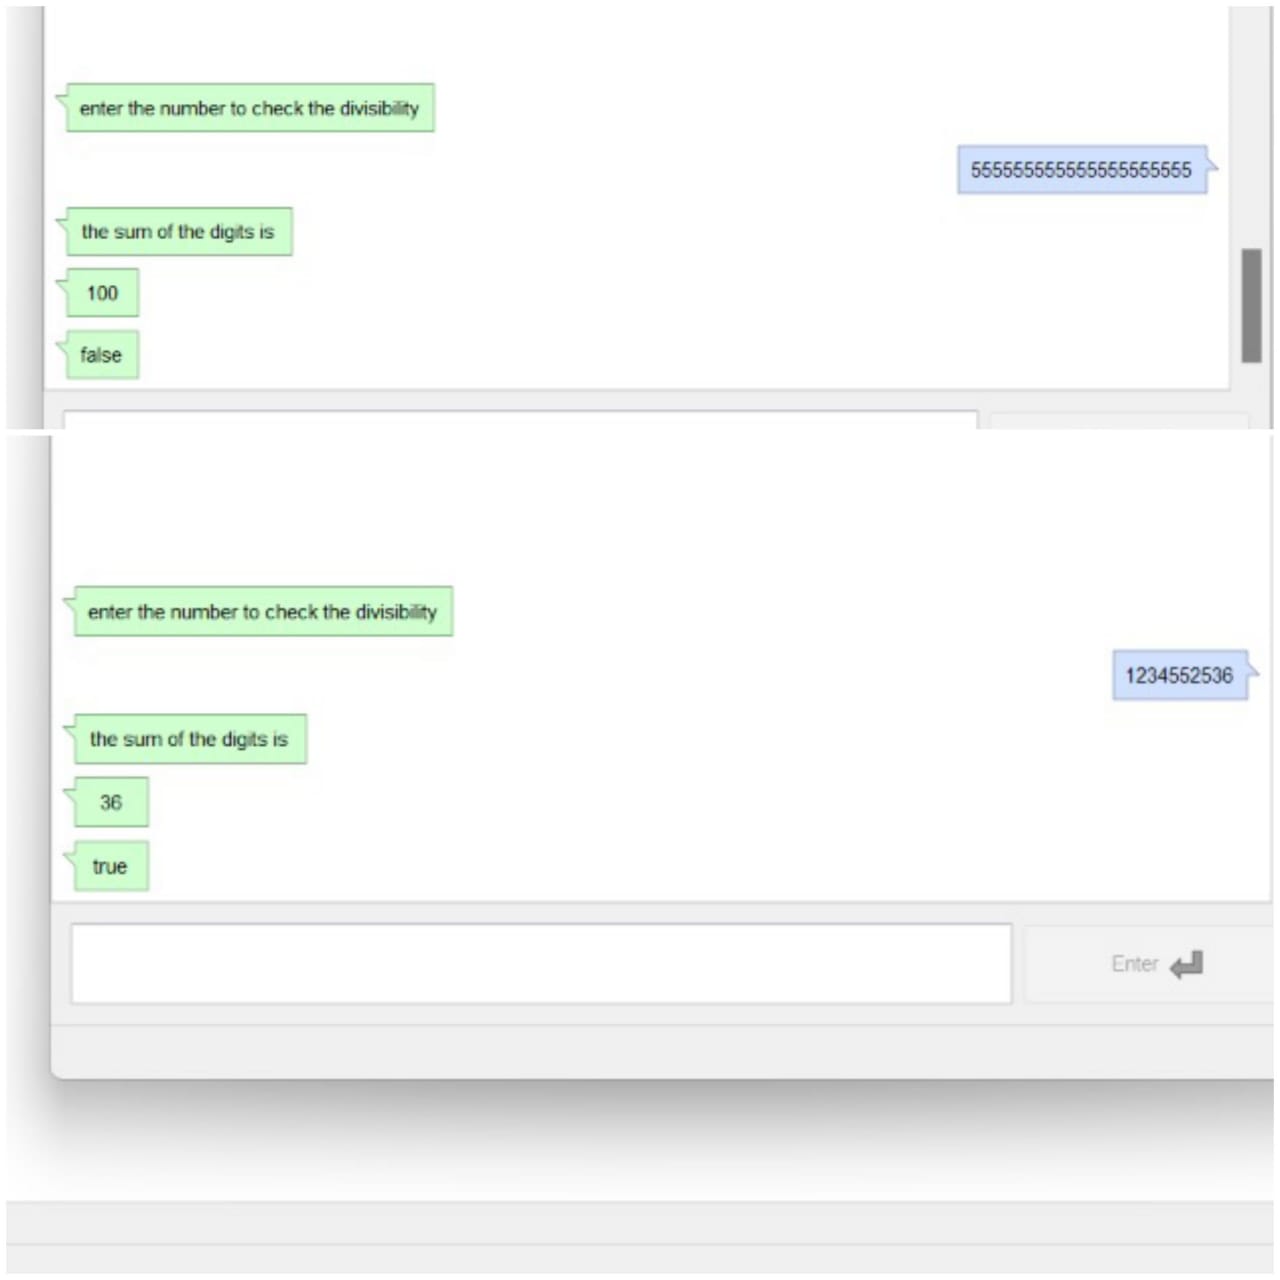 enter the number to check the divisibility
555555555555555555555
the sum of the digits is
100
false
enter the number to check the divisibility
1234552536
the sum of the digits is
36
true
Enter